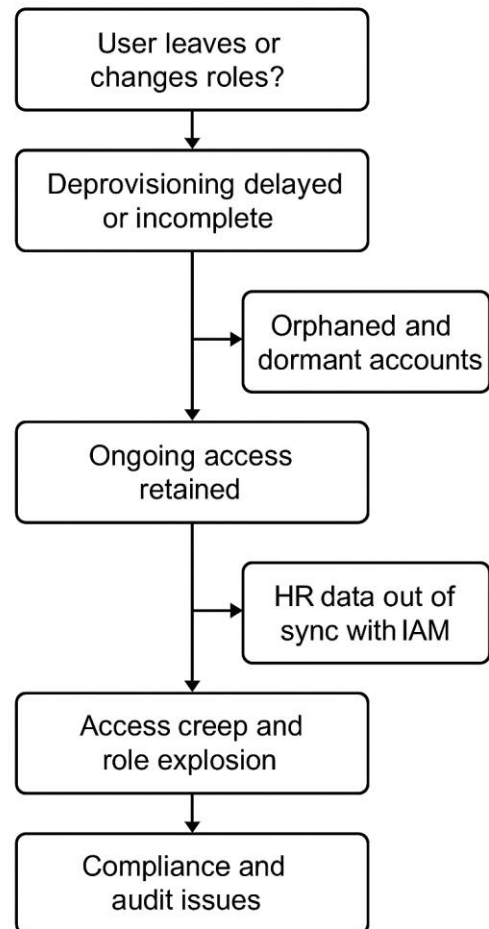 User leaves or
changes roles?
Deprovisioning delayed
or incomplete
Orphaned and
dormant accounts
Ongoing access
retained
HR data out of
sync with IAM
Access creep and
role explosion
Compliance and
audit issues